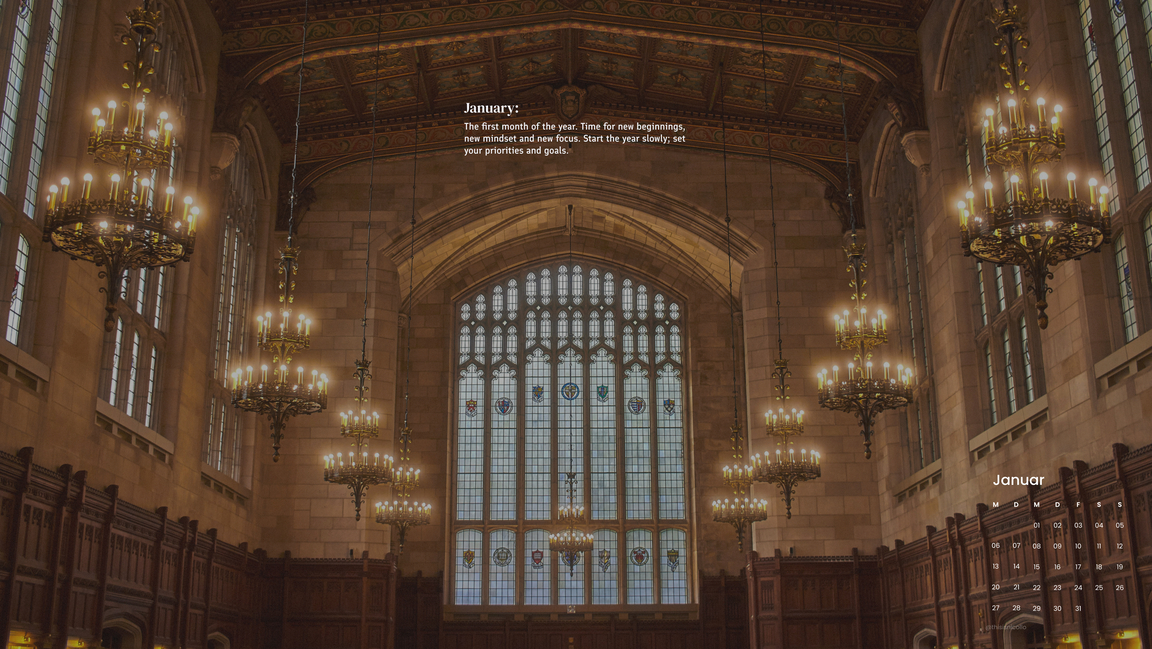 January:
The first month of the year. Time for new beginnings,
new mindset and new focus. Start the year slowly; set
your priorities and goals.
Januar
M D M D F S S
01 02 03 04 05
06 07 08 09 10 11 12
13 14 15 16 17 18 19
20 21 22 23 24 25 26
27 28 29 30 31